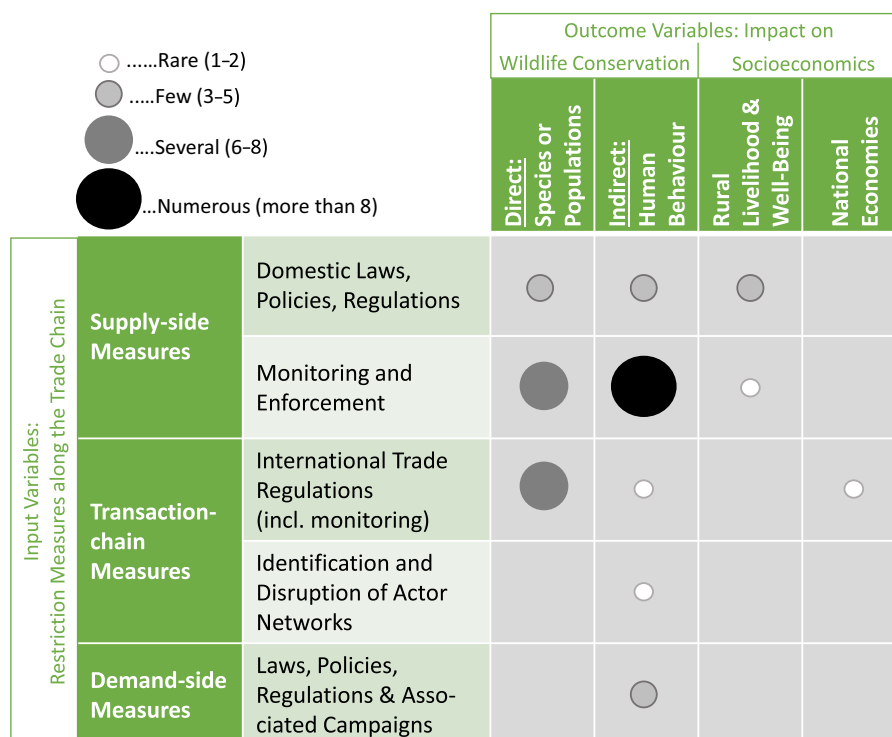 ......Rare (1–2)
.....Few (3–5)
....Several (6–8)
...Numerous (more than 8)
Outcome Variables: Impact on
Wildlife Conservation
Socioeconomics
Direct:
Species or
Populations
Indirect:
Human
Behaviour
Rural
Livelihood &
Well-Being
National
Economies
Input Variables:
Restriction Measures along the Trade Chain
Supply-side
Measures
Domestic Laws,
Policies, Regulations
Monitoring and
Enforcement
Transaction-
chain
Measures
International Trade
Regulations
(incl. monitoring)
Identification and
Disruption of Actor
Networks
Demand-side
Measures
Laws, Policies,
Regulations & Asso-
ciated Campaigns